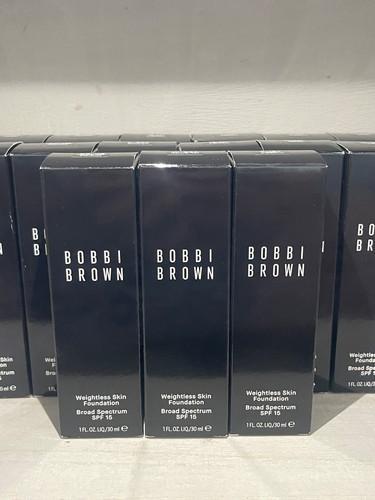 BOBBI
BROWN
Weightless Skin
Foundation
Broad Spectrum
SPF 15
1 FL.OZ.LIQ/30 ml e
BOBBI
BROWN
Weightless Skin
Foundation
Broad Spectrum
SPF 15
1 FL.OZ.LIQ/30 ml e
BOBBI
BROWN
Weightless Skin
Foundation
Broad Spectrum
SPF 15
1 FL.OZ.LIQ/30 ml e